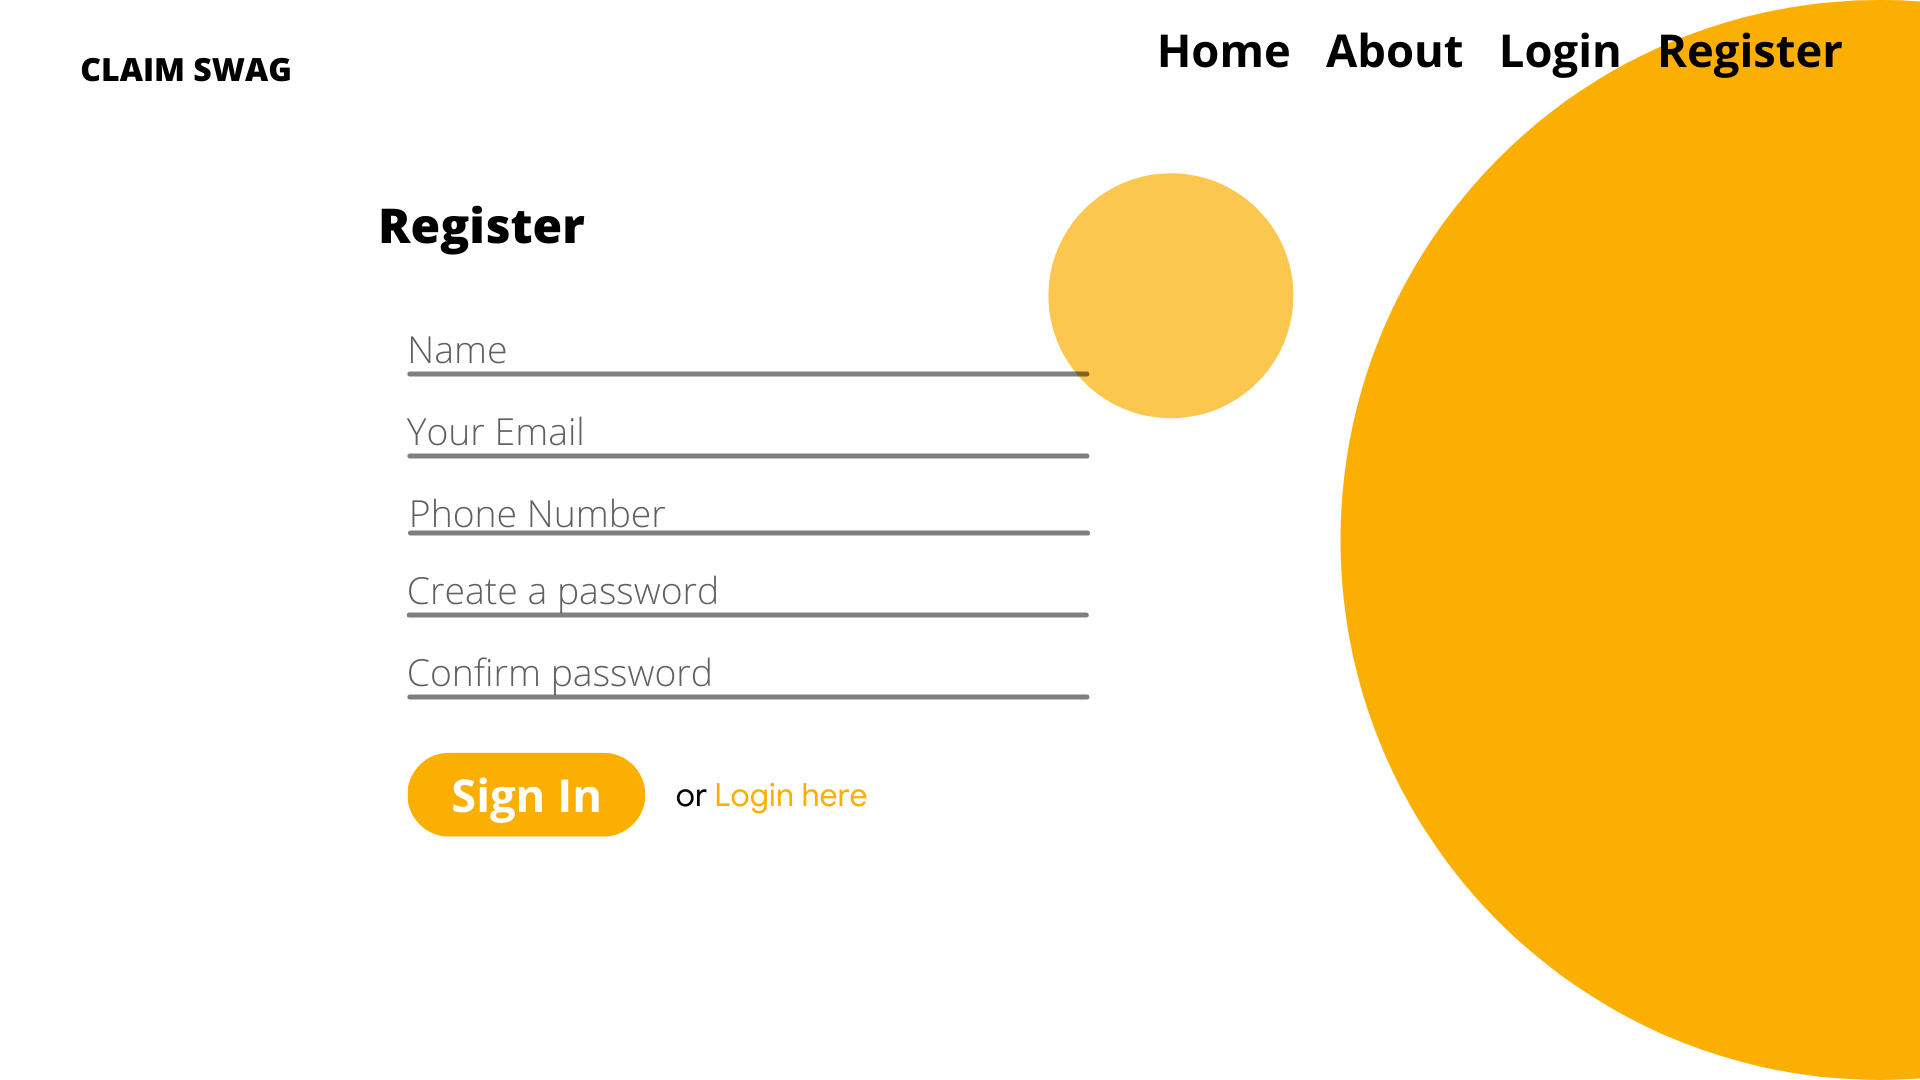 CLAIM SWAG
Home About Login Register
Register
Name
Your Email
Phone Number
Create a password
Confirm password
Sign In
or Login here